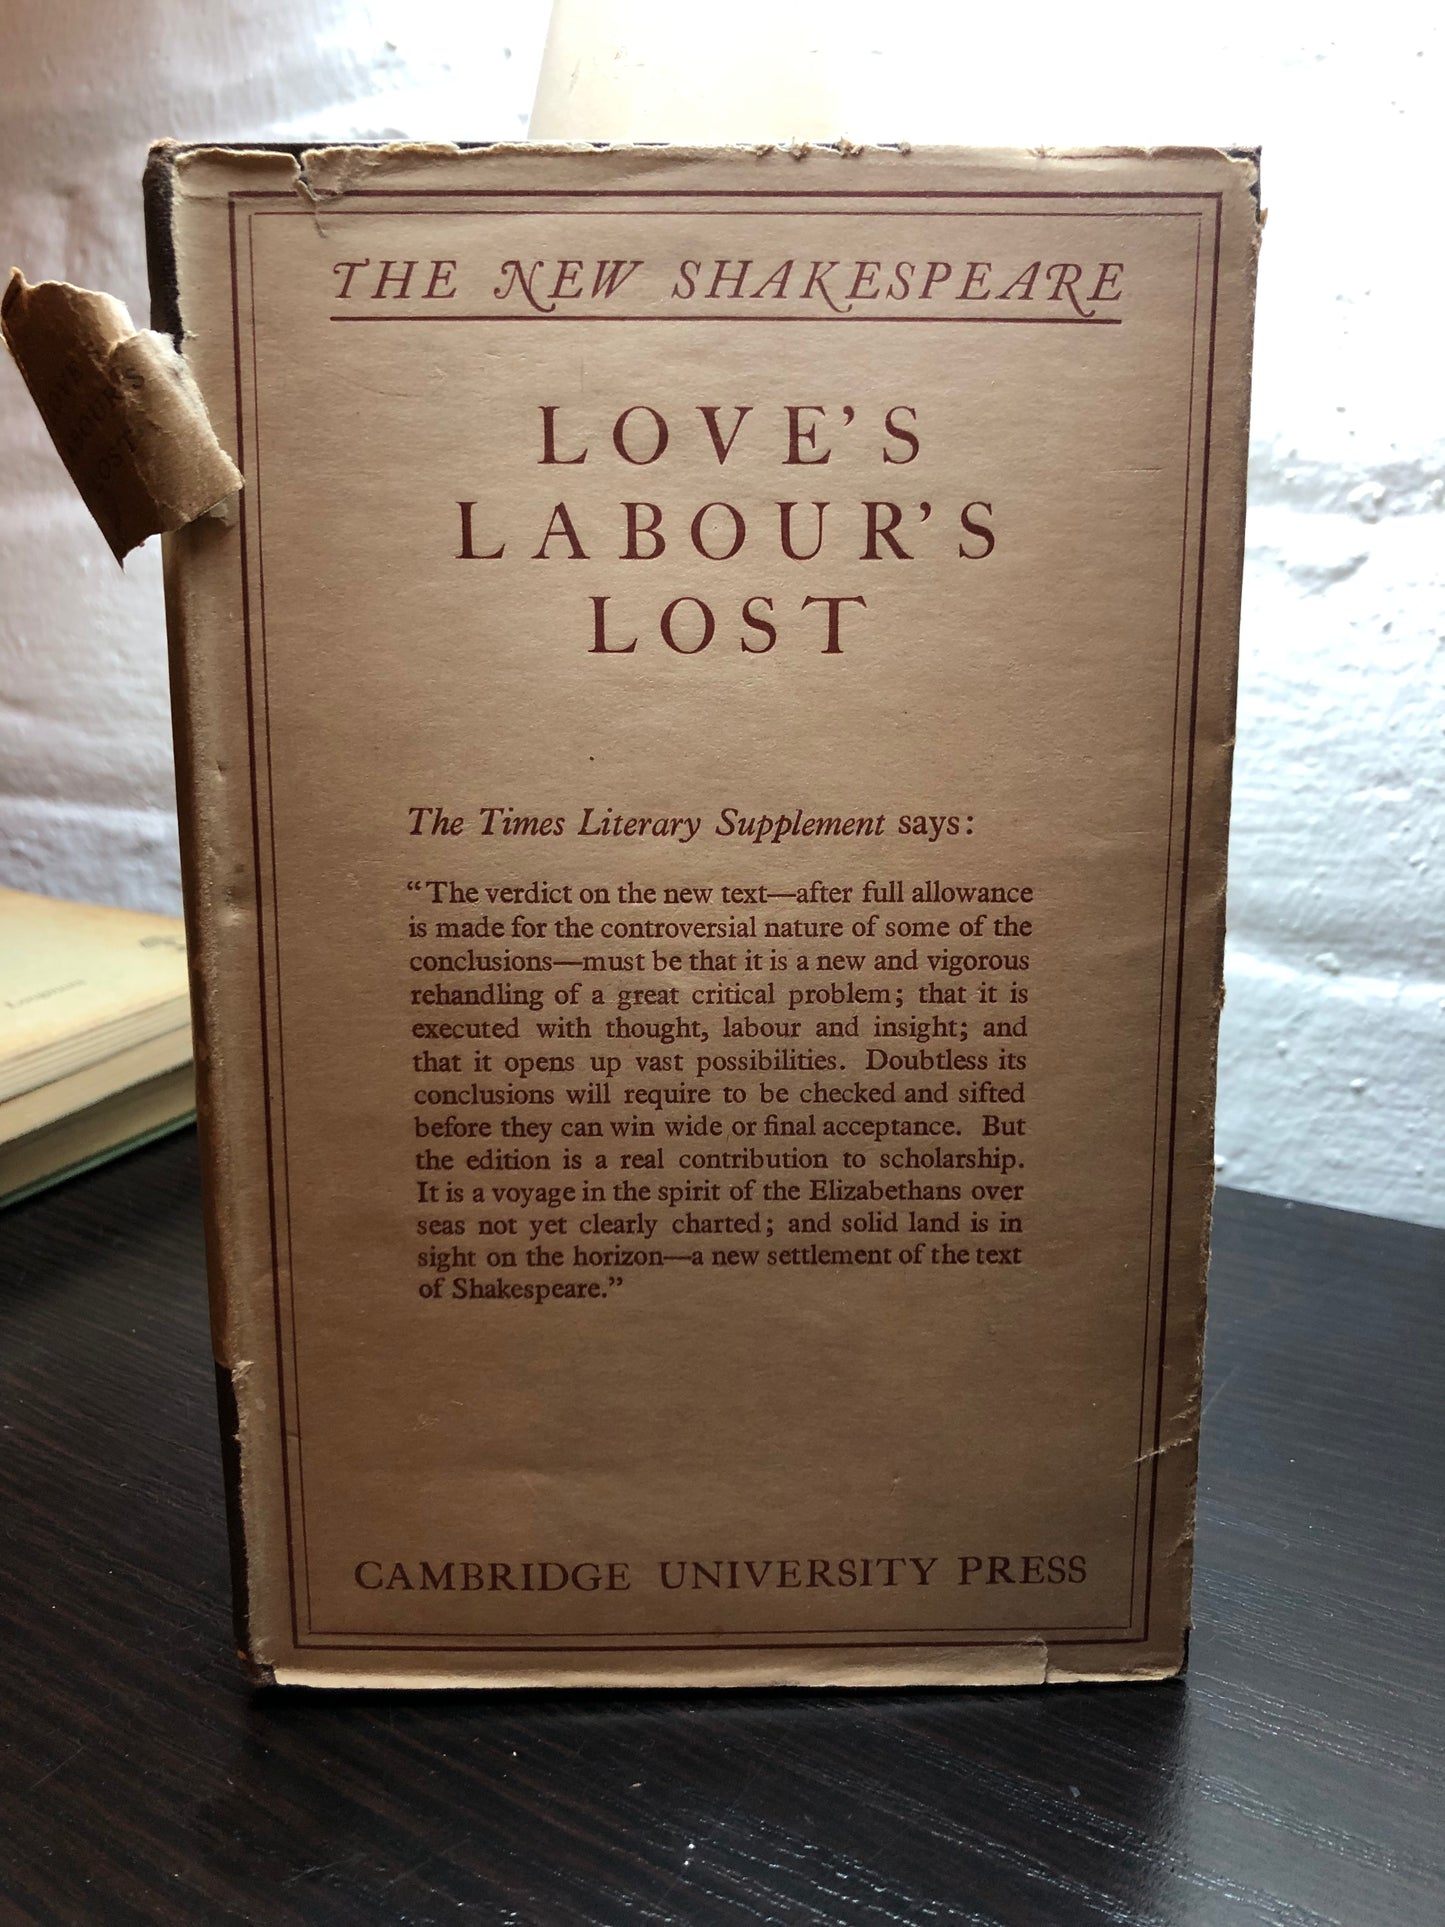 THE NEW SHAKESPEARE
LOVE'S
LABOUR'S
LOST
The Times Literary Supplement says:
“The verdict on the new text—after full allowance
is made for the controversial nature of some of the
conclusions—must be that it is a new and vigorous
rehandling of a great critical problem; that it is
executed with thought, labour and insight; and
that it opens up vast possibilities. Doubtless its
conclusions will require to be checked and sifted
before they can win wide or final acceptance. But
the edition is a real contribution to scholarship.
It is a voyage in the spirit of the Elizabethans over
seas not yet clearly charted; and solid land is in
sight on the horizon—a new settlement of the text
of Shakespeare.”
CAMBRIDGE UNIVERSITY PRESS